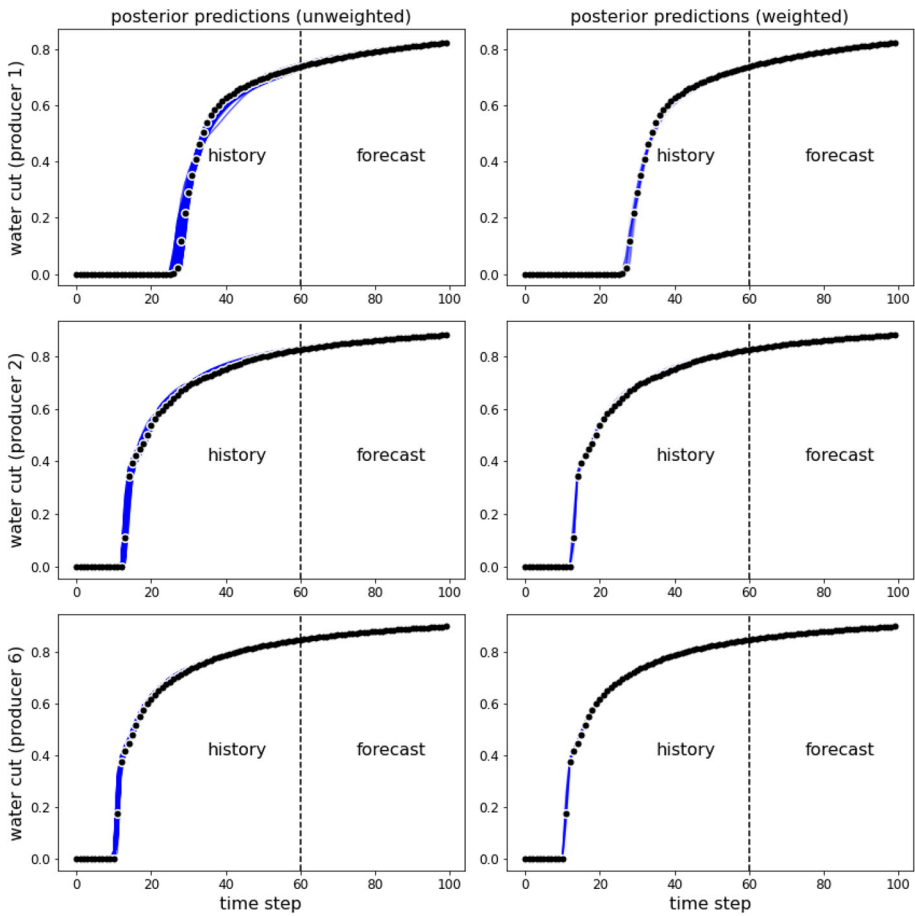 posterior predictions (unweighted)
posterior predictions (weighted)
water cut (producer 1)
0.8
0.6
0.4
0.2
0.0
history
forecast
0 20 40 60 80 100
0.8
0.6
0.4
0.2
0.0
history
forecast
0 20 40 60 80 100
water cut (producer 2)
0.8
0.6
0.4
0.2
0.0
history
forecast
0 20 40 60 80 100
0.8
0.6
0.4
0.2
0.0
history
forecast
0 20 40 60 80 100
water cut (producer 6)
0.8
0.6
0.4
0.2
0.0
history
forecast
0 20 40 60 80 100
time step
0.8
0.6
0.4
0.2
0.0
history
forecast
0 20 40 60 80 100
time step